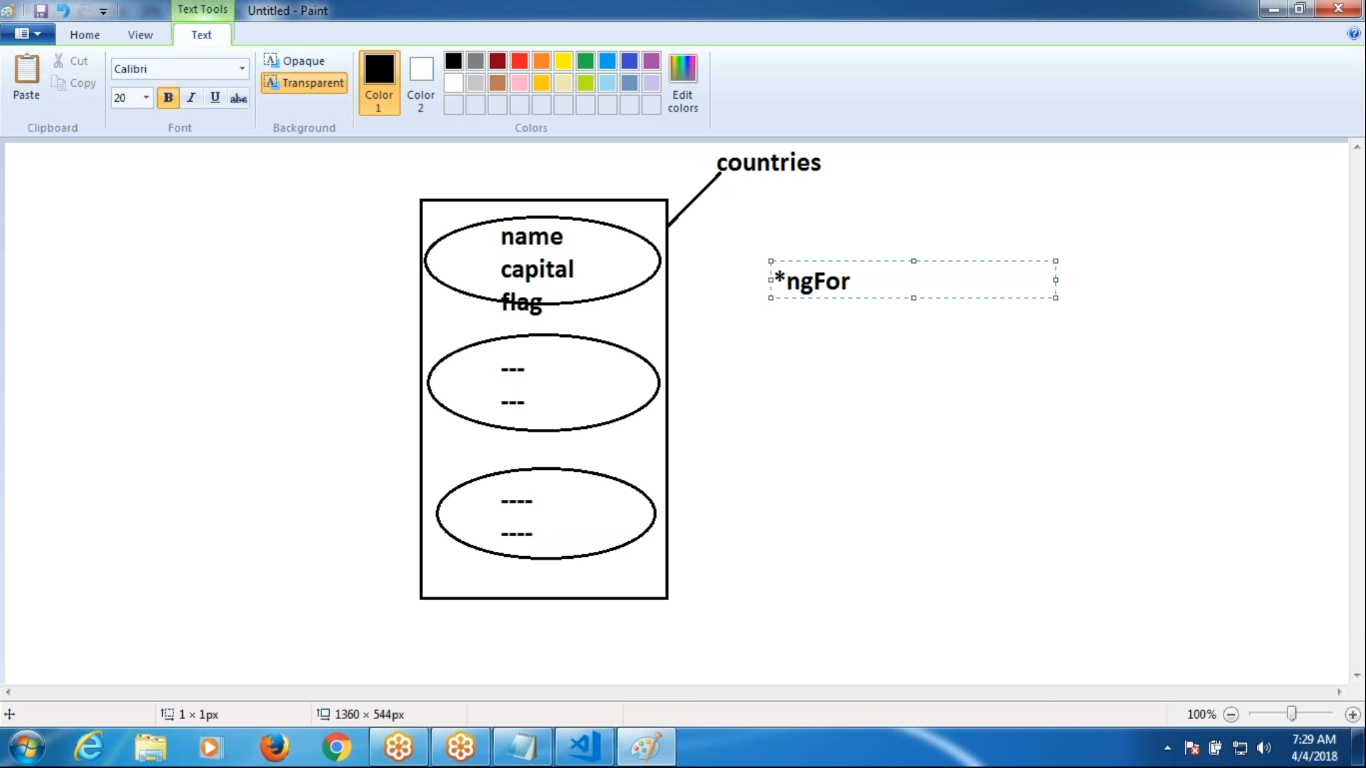 Text Tools
Untitled - Paint
Home
View
Text
Paste
Cut
Copy
Clipboard
Calibri
20
B I U abc
Font
Opaque
Transparent
Background
Color 1
Color 2
Edit colors
Colors
countries
name
capital
flag
*ngFor
---
---
----
----
1 × 1px
1360 × 544px
100%
7:29 AM
4/4/2018